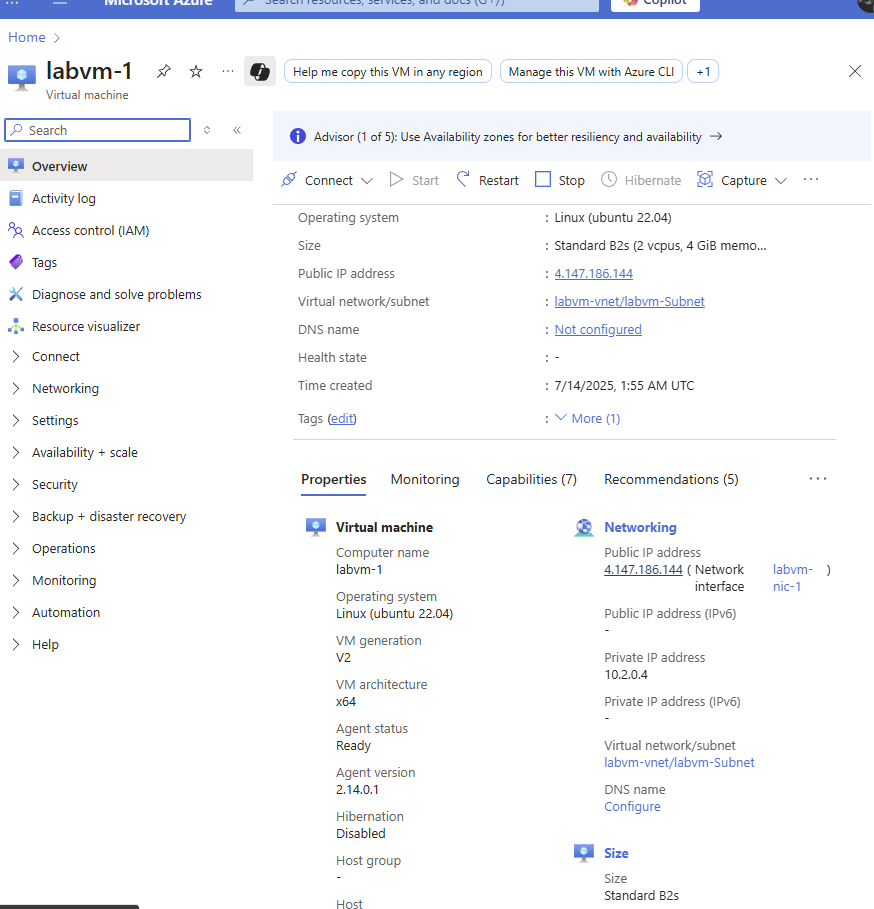 Microsoft Azure
Search resources, services, and docs (G+/)
Copilot
Home
labvm-1
Virtual machine
Help me copy this VM in any region
Manage this VM with Azure CLI
+1
Search
Overview
Activity log
Access control (IAM)
Tags
Diagnose and solve problems
Resource visualizer
Connect
Networking
Settings
Availability + scale
Security
Backup + disaster recovery
Operations
Monitoring
Automation
Help
Advisor (1 of 5): Use Availability zones for better resiliency and availability →
Connect
Start
Restart
Stop
Hibernate
Capture
Operating system : Linux (ubuntu 22.04)
Size : Standard B2s (2 vcpus, 4 GiB memo...
Public IP address : 4.147.186.144
Virtual network/subnet : labvm-vnet/labvm-Subnet
DNS name : Not configured
Health state : -
Time created : 7/14/2025, 1:55 AM UTC
Tags (edit) : More (1)
Properties
Monitoring
Capabilities (7)
Recommendations (5)
Virtual machine
Computer name
labvm-1
Operating system
Linux (ubuntu 22.04)
VM generation
V2
VM architecture
x64
Agent status
Ready
Agent version
2.14.0.1
Hibernation
Disabled
Host group
-
Host
Networking
Public IP address
4.147.186.144 ( Network interface labvm-nic-1 )
Public IP address (IPv6)
-
Private IP address
10.2.0.4
Private IP address (IPv6)
-
Virtual network/subnet
labvm-vnet/labvm-Subnet
DNS name
Configure
Size
Size
Standard B2s